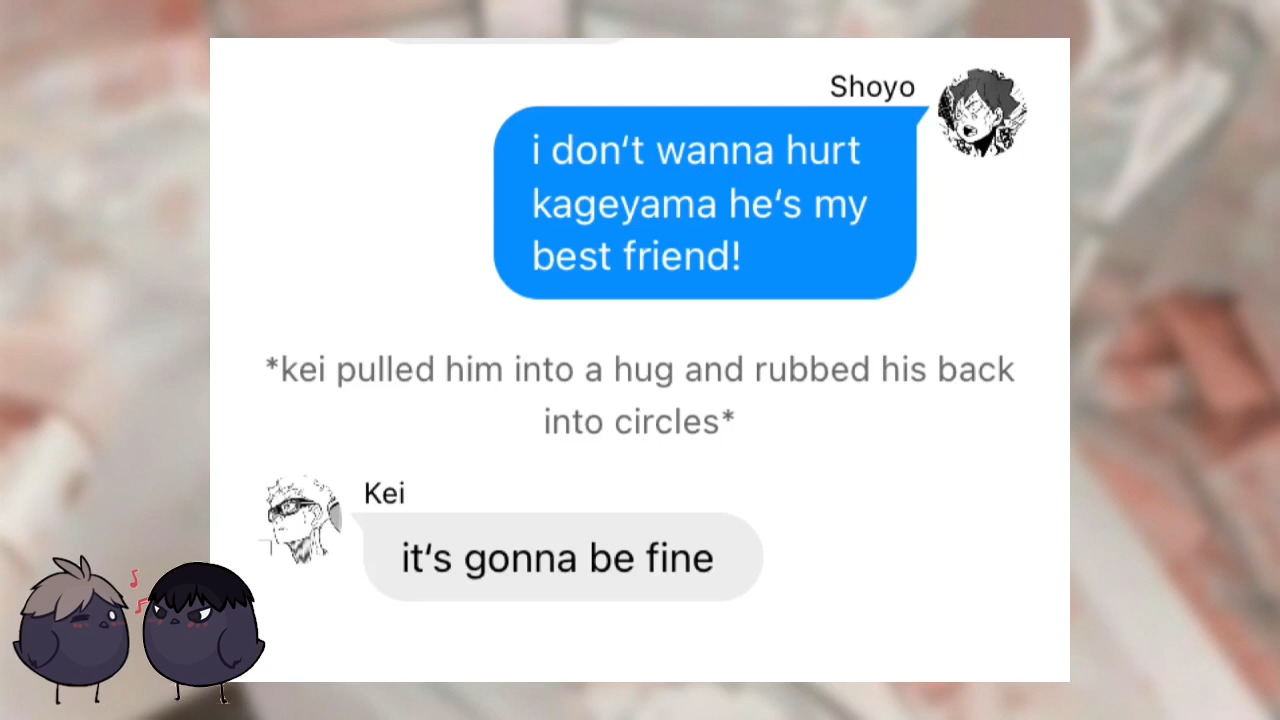 Shoyo
i don‘t wanna hurt
kageyama he‘s my
best friend!
*kei pulled him into a hug and rubbed his back
into circles*
Kei
it‘s gonna be fine